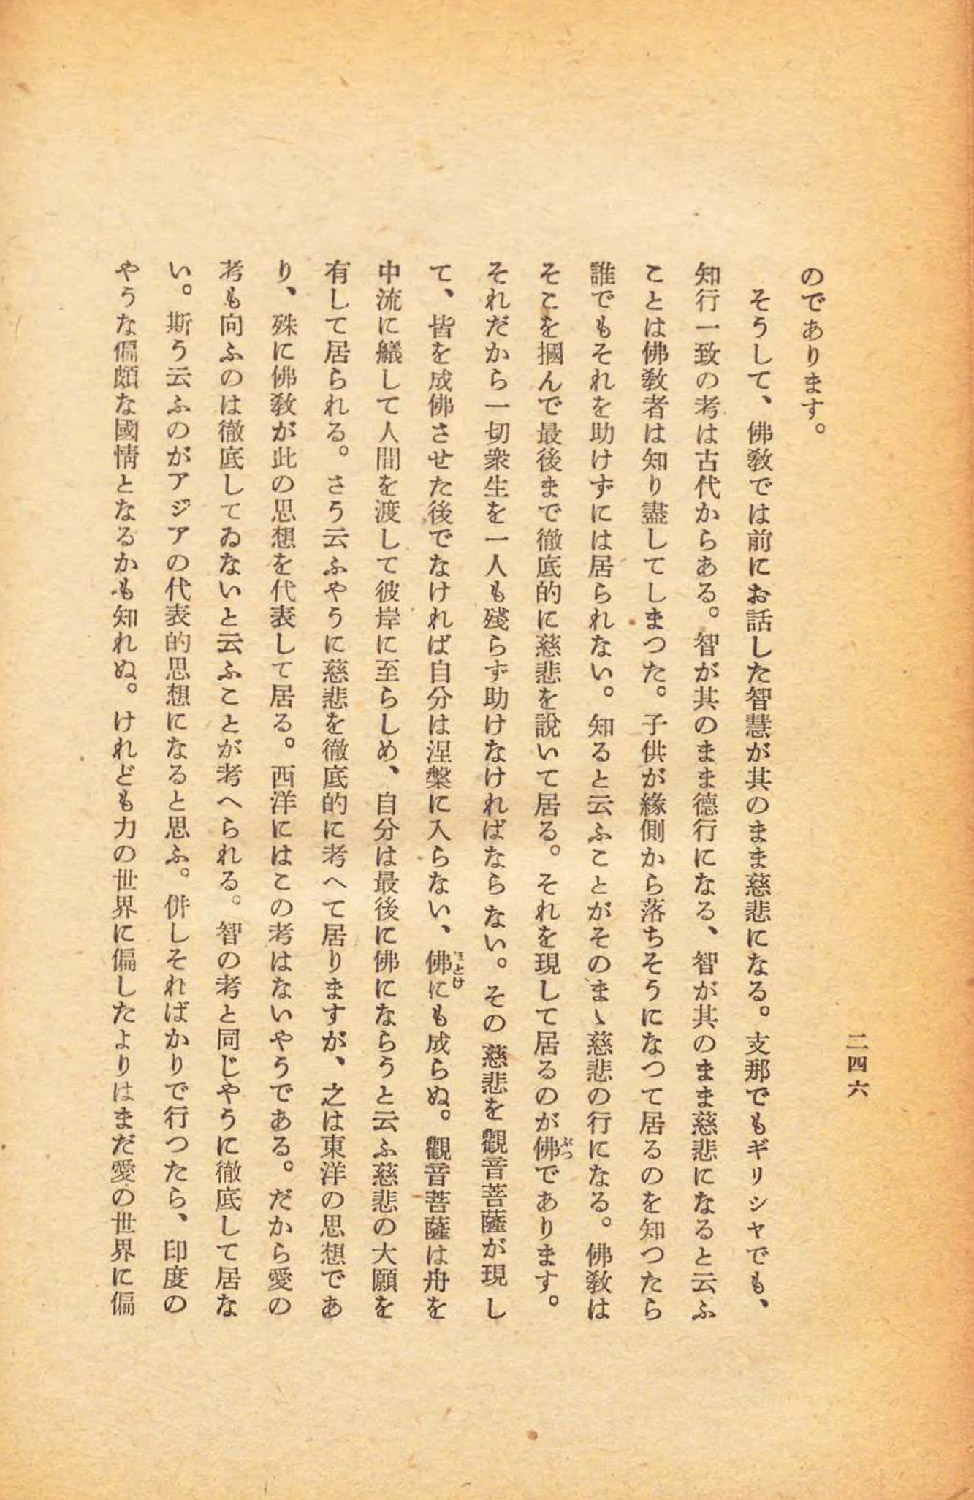 二四六
のであります。
そうして、佛敎では前にお話した智慧が其のまま慈悲になる。支那でもギリシヤでも、
知行一致の考は古代からある。智が其のまま德行になる、智が其のまま慈悲になると云ふ
ことは佛敎者は知り盡してしまつた。子供が緣側から落ちそうになつて居るのを知つたら
誰でもそれを助けずには居られない。知ると云ふことがそのまゝ慈悲の行になる。佛敎は
そこを摑んで最後まで徹底的に慈悲を說いて居る。それを現して居るのが佛であります。
それだから一切衆生を一人も殘らず助けなければならない。その慈悲を觀音菩薩が現し
て、皆を成佛させた後でなければ自分は涅槃に入らない、佛にも成らぬ。觀音菩薩は舟を
中流に艤して人間を渡して彼岸に至らしめ、自分は最後に佛にならうと云ふ慈悲の大願を
有して居られる。さう云ふやうに慈悲を徹底的に考へて居りますが、之は東洋の思想であ
り、殊に佛敎が此の思想を代表して居る。西洋にはこの考はないやうである。だから愛の
考も向ふのは徹底してゐないと云ふことが考へられる。智の考と同じやうに徹底して居な
い。斯う云ふのがアジアの代表的思想になると思ふ。併しそればかりで行つたら、印度の
やうな偏頗な國情となるかも知れぬ。けれども力の世界に偏したよりはまだ愛の世界に偏